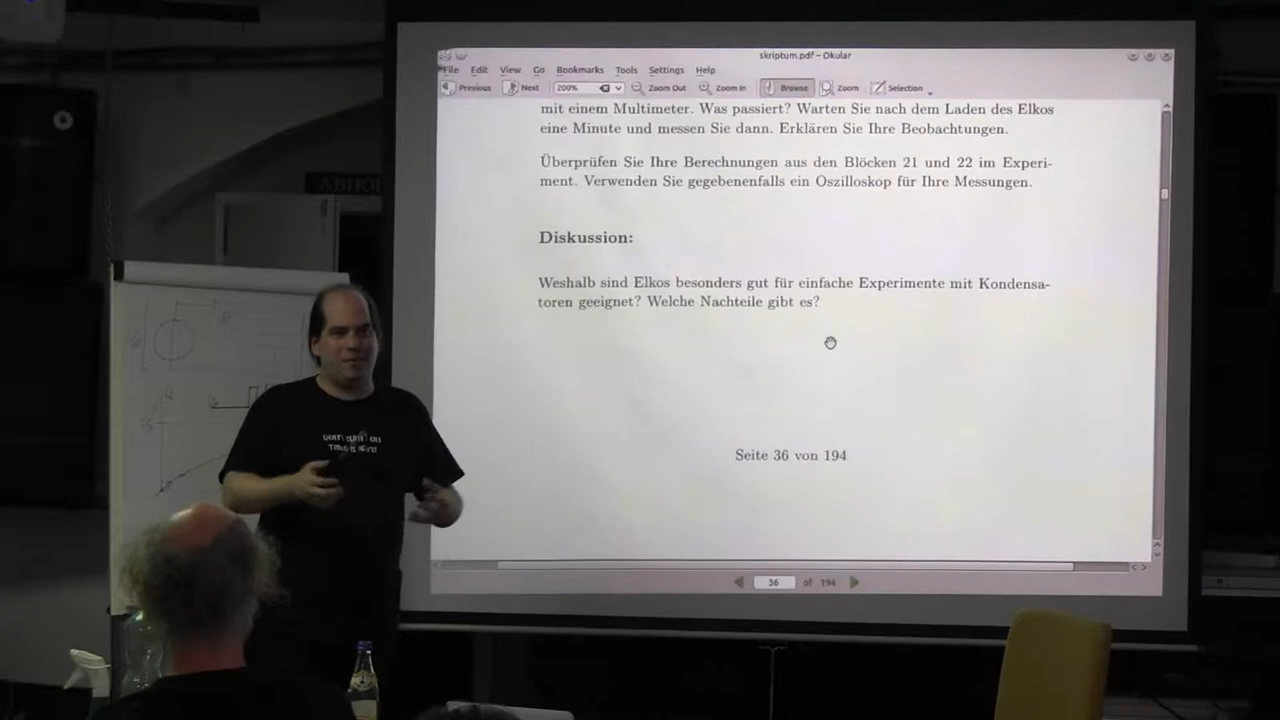 skriptum.pdf – Okular
File Edit View Go Bookmarks Tools Settings Help
Previous Next 200% Zoom Out Zoom In Browse Zoom Selection
mit einem Multimeter. Was passiert? Warten Sie nach dem Laden des Elkos
eine Minute und messen Sie dann. Erklären Sie Ihre Beobachtungen.
Überprüfen Sie Ihre Berechnungen aus den Blöcken 21 und 22 im Experi-
ment. Verwenden Sie gegebenenfalls ein Oszilloskop für Ihre Messungen.
Diskussion:
Weshalb sind Elkos besonders gut für einfache Experimente mit Kondensa-
toren geeignet? Welche Nachteile gibt es?
Seite 36 von 194
36 of 194